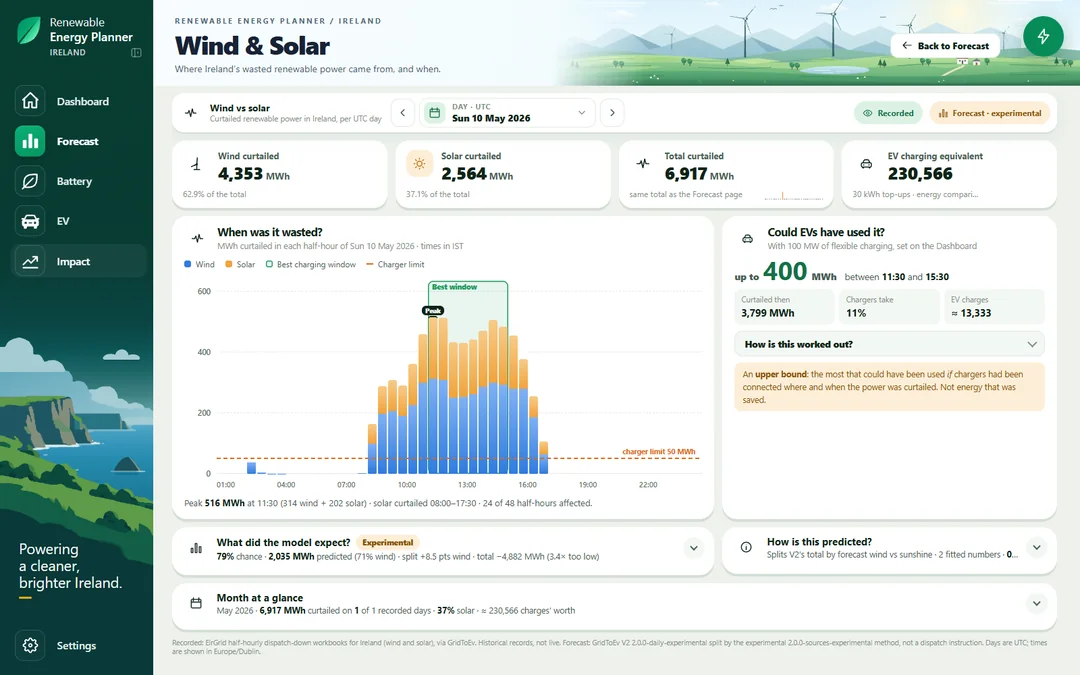 Renewable
Energy Planner
IRELAND
Dashboard
Forecast
Battery
EV
Impact
Powering
a cleaner,
brighter Ireland.
Settings
RENEWABLE ENERGY PLANNER / IRELAND
Wind & Solar
Where Ireland's wasted renewable power came from, and when.
Back to Forecast
Wind vs solar
Curtailed renewable power in Ireland, per UTC day
DAY · UTC
Sun 10 May 2026
Recorded
Forecast · experimental
Wind curtailed
4,353 MWh
62.9% of the total
Solar curtailed
2,564 MWh
37.1% of the total
Total curtailed
6,917 MWh
same total as the Forecast page
EV charging equivalent
230,566
30 kWh top-ups · energy compari...
When was it wasted?
MWh curtailed in each half-hour of Sun 10 May 2026 · times in IST
Wind
Solar
Best charging window
Charger limit
600
400
200
0
Best window
Peak
charger limit 50 MWh
01:00
04:00
07:00
10:00
13:00
16:00
19:00
22:00
Peak 516 MWh at 11:30 (314 wind + 202 solar) · solar curtailed 08:00–17:30 · 24 of 48 half-hours affected.
Could EVs have used it?
With 100 MW of flexible charging, set on the Dashboard
up to 400 MWh between 11:30 and 15:30
Curtailed then
3,799 MWh
Chargers take
11%
EV charges
≈ 13,333
How is this worked out?
An upper bound: the most that could have been used if chargers had been
connected where and when the power was curtailed. Not energy that was
saved.
What did the model expect? Experimental
79% chance · 2,035 MWh predicted (71% wind) · split +8.5 pts wind · total −4,882 MWh (3.4× too low)
How is this predicted?
Splits V2's total by forecast wind vs sunshine · 2 fitted numbers · 0...
Month at a glance
May 2026 · 6,917 MWh curtailed on 1 of 1 recorded days · 37% solar · ≈ 230,566 charges' worth
Recorded: EirGrid half-hourly dispatch-down workbooks for Ireland (wind and solar), via GridToEv. Historical records, not live. Forecast: GridToEv V2 2.0.0-daily-experimental split by the experimental 2.0.0-sources-experimental method, not a dispatch instruction. Days are UTC; times
are shown in Europe/Dublin.